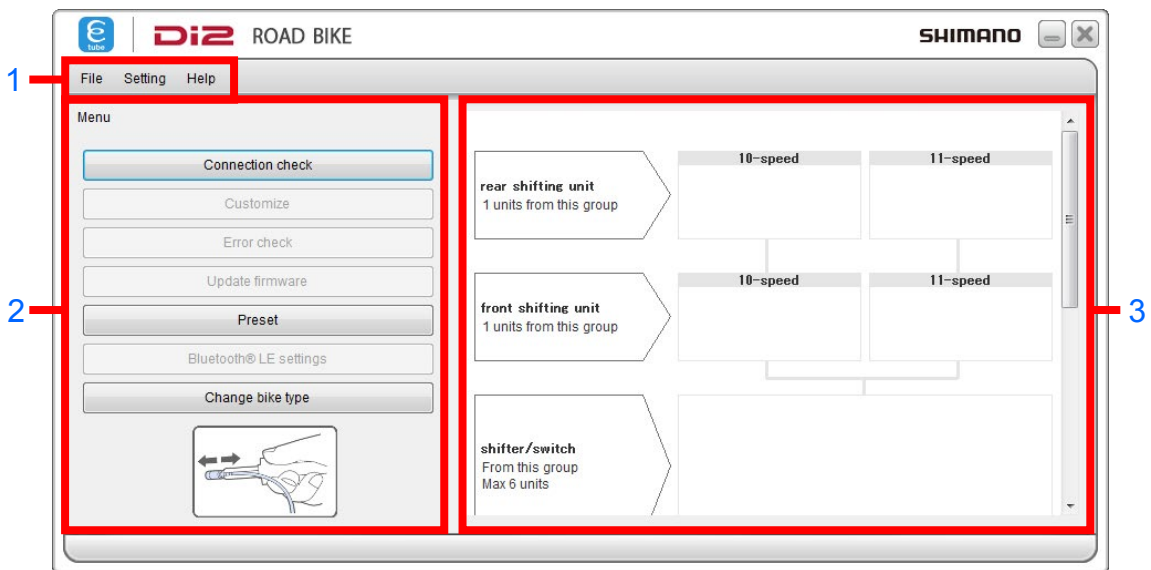 E
tube
Di2 ROAD BIKE
SHIMANO
1
File Setting Help
Menu
Connection check
Customize
Error check
Update firmware
Preset
Bluetooth® LE settings
Change bike type
2
10-speed 11-speed
rear shifting unit
1 units from this group
10-speed 11-speed
front shifting unit
1 units from this group
shifter/switch
From this group
Max 6 units
3